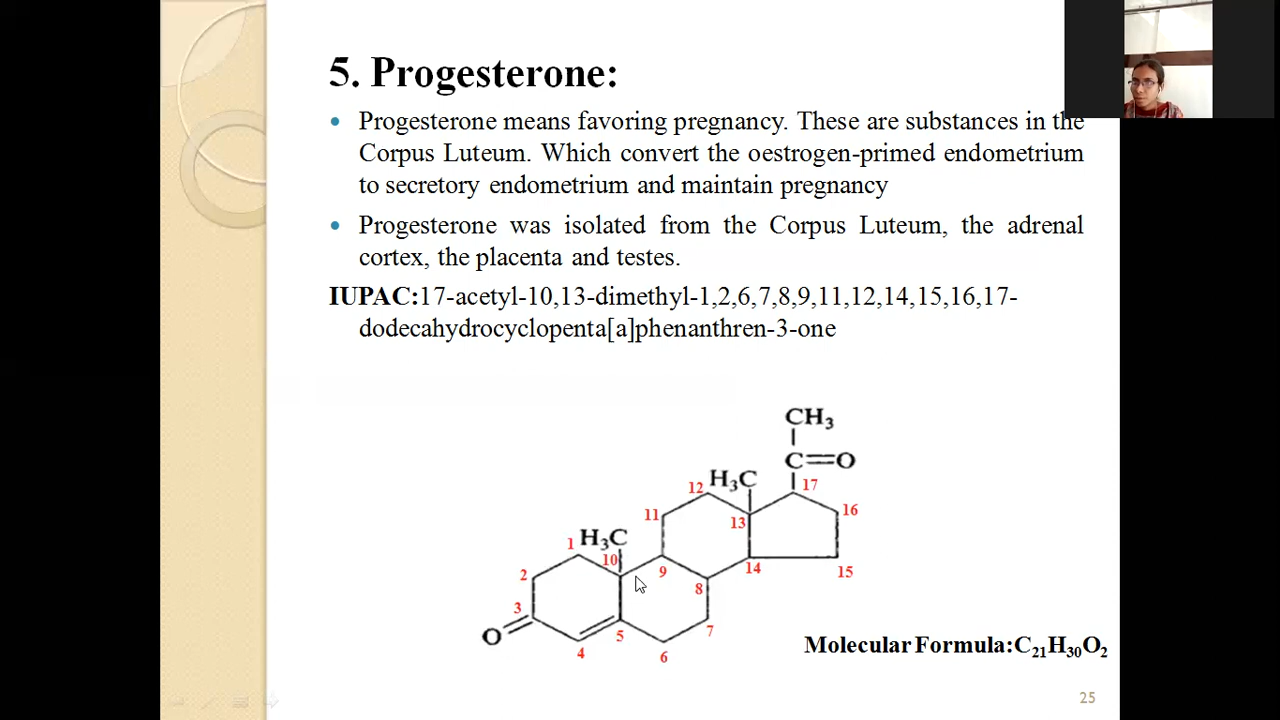 5. Progesterone:
Progesterone means favoring pregnancy. These are substances in the
Corpus Luteum. Which convert the oestrogen-primed endometrium
to secretory endometrium and maintain pregnancy
Progesterone was isolated from the Corpus Luteum, the adrenal
cortex, the placenta and testes.
IUPAC:17-acetyl-10,13-dimethyl-1,2,6,7,8,9,11,12,14,15,16,17-
dodecahydrocyclopenta[a]phenanthren-3-one
CH₃
C=O
H₃C
12
17
16
11
13
H₃C
1
10
2
9
14
15
8
3
O
5
7
4
6
Molecular Formula:C₂₁H₃₀O₂
25